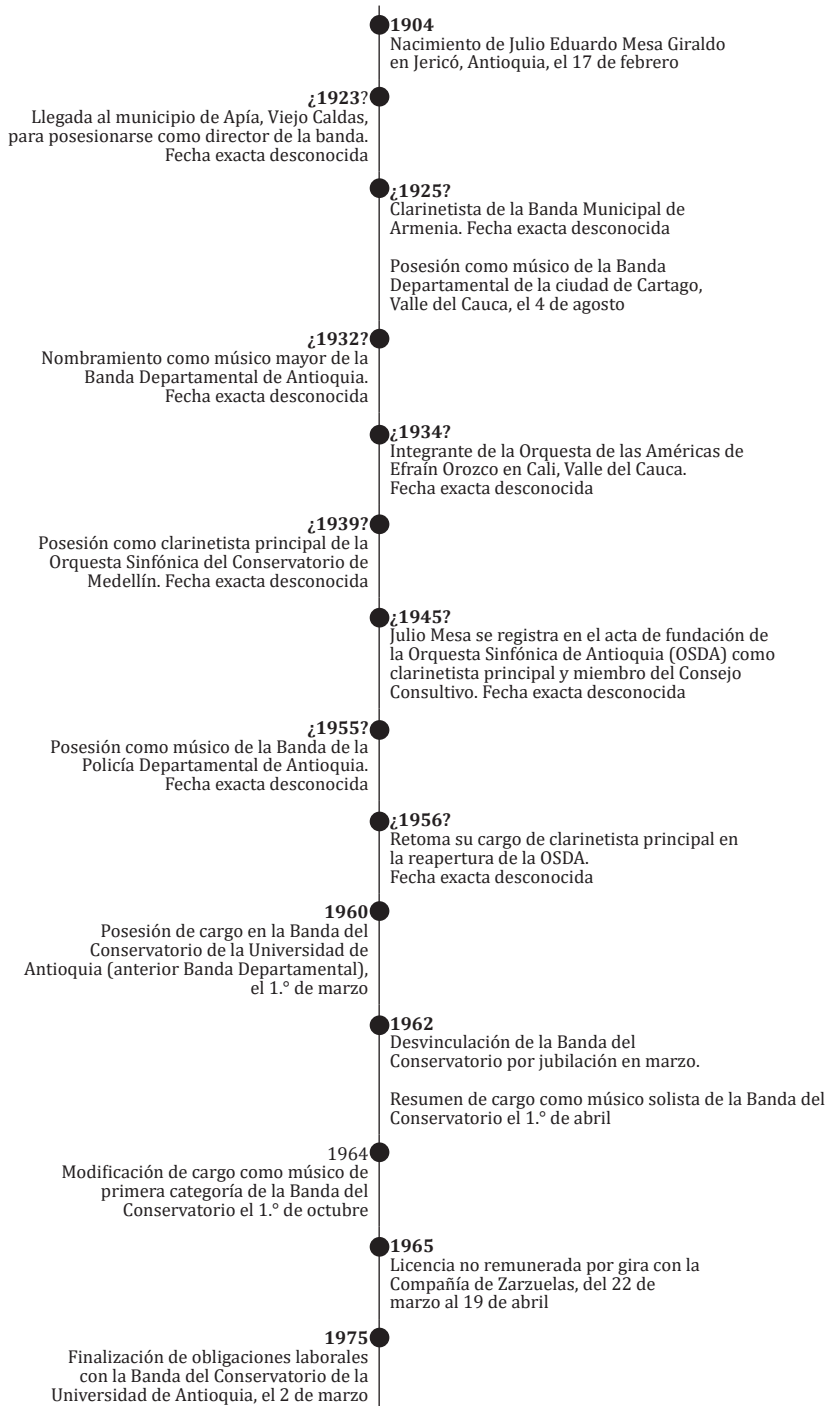 1904
Nacimiento de Julio Eduardo Mesa Giraldo
en Jericó, Antioquia, el 17 de febrero
¿1923?
Llegada al municipio de Apía, Viejo Caldas,
para posesionarse como director de la banda.
Fecha exacta desconocida
¿1925?
Clarinetista de la Banda Municipal de
Armenia. Fecha exacta desconocida
Posesión como músico de la Banda
Departamental de la ciudad de Cartago,
Valle del Cauca, el 4 de agosto
¿1932?
Nombramiento como músico mayor de la
Banda Departamental de Antioquia.
Fecha exacta desconocida
¿1934?
Integrante de la Orquesta de las Américas de
Efraín Orozco en Cali, Valle del Cauca.
Fecha exacta desconocida
¿1939?
Posesión como clarinetista principal de la
Orquesta Sinfónica del Conservatorio de
Medellín. Fecha exacta desconocida
¿1945?
Julio Mesa se registra en el acta de fundación de
la Orquesta Sinfónica de Antioquia (OSDA) como
clarinetista principal y miembro del Consejo
Consultivo. Fecha exacta desconocida
¿1955?
Posesión como músico de la Banda de la
Policía Departamental de Antioquia.
Fecha exacta desconocida
¿1956?
Retoma su cargo de clarinetista principal en
la reapertura de la OSDA.
Fecha exacta desconocida
1960
Posesión de cargo en la Banda del
Conservatorio de la Universidad de
Antioquia (anterior Banda Departamental),
el 1.° de marzo
1962
Desvinculación de la Banda del
Conservatorio por jubilación en marzo.
Resumen de cargo como músico solista de la Banda del
Conservatorio el 1.° de abril
1964
Modificación de cargo como músico de
primera categoría de la Banda del
Conservatorio el 1.° de octubre
1965
Licencia no remunerada por gira con la
Compañía de Zarzuelas, del 22 de
marzo al 19 de abril
1975
Finalización de obligaciones laborales
con la Banda del Conservatorio de la
Universidad de Antioquia, el 2 de marzo